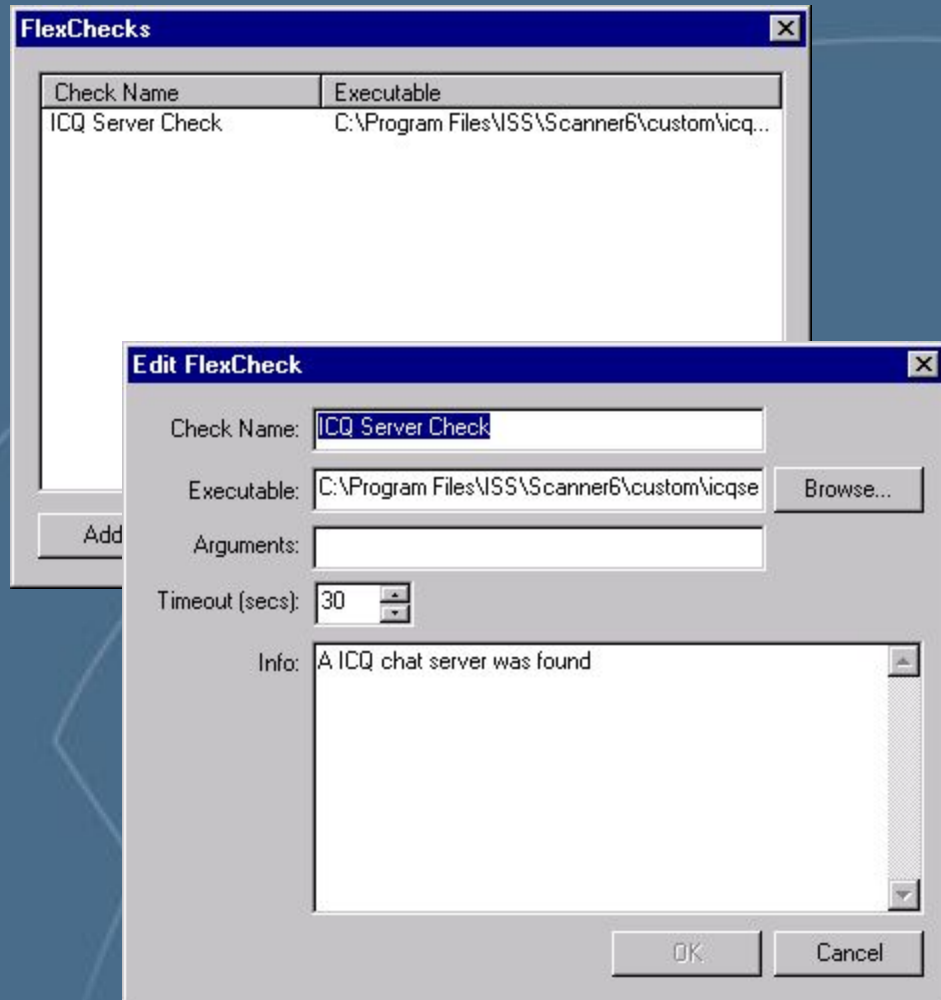 FlexChecks
Check Name Executable
ICQ Server Check C:\Program Files\ISS\Scanner6\custom\icq...
Add
Edit FlexCheck
Check Name: ICQ Server Check
Executable: C:\Program Files\ISS\Scanner6\custom\icqse Browse...
Arguments:
Timeout (secs): 30
Info: A ICQ chat server was found
OK Cancel